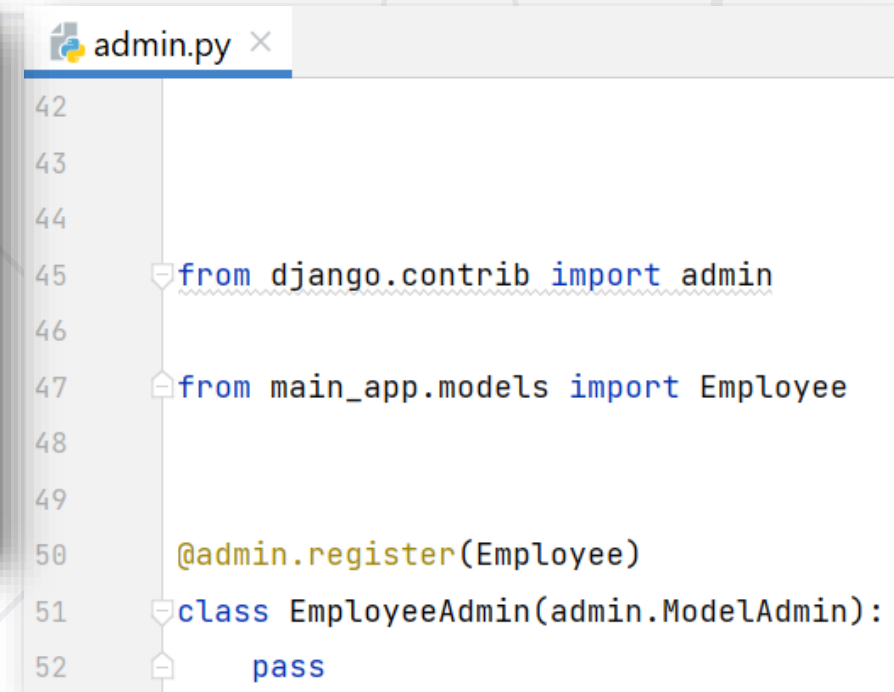 admin.py
42
43
44
45 from django.contrib import admin
46
47 from main_app.models import Employee
48
49
50 @admin.register(Employee)
51 class EmployeeAdmin(admin.ModelAdmin):
52     pass